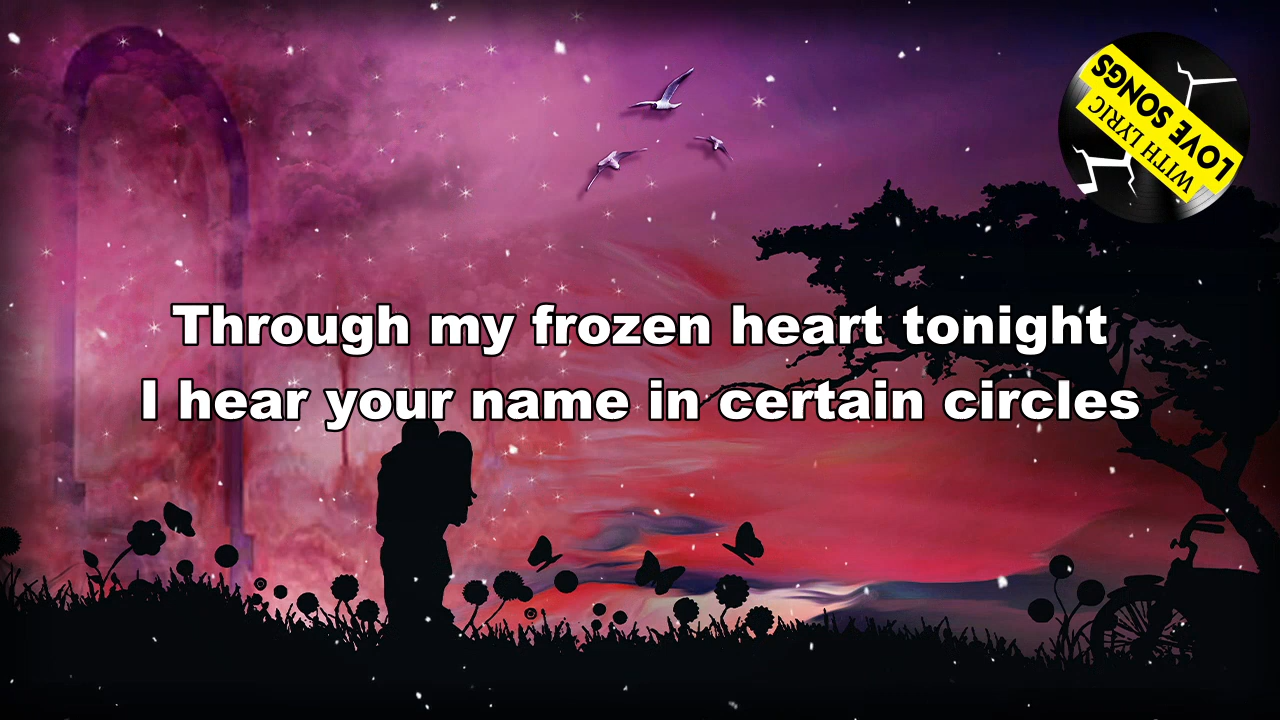 Through my frozen heart tonight
I hear your name in certain circles
LOVE SONGS
WITH LYRIC